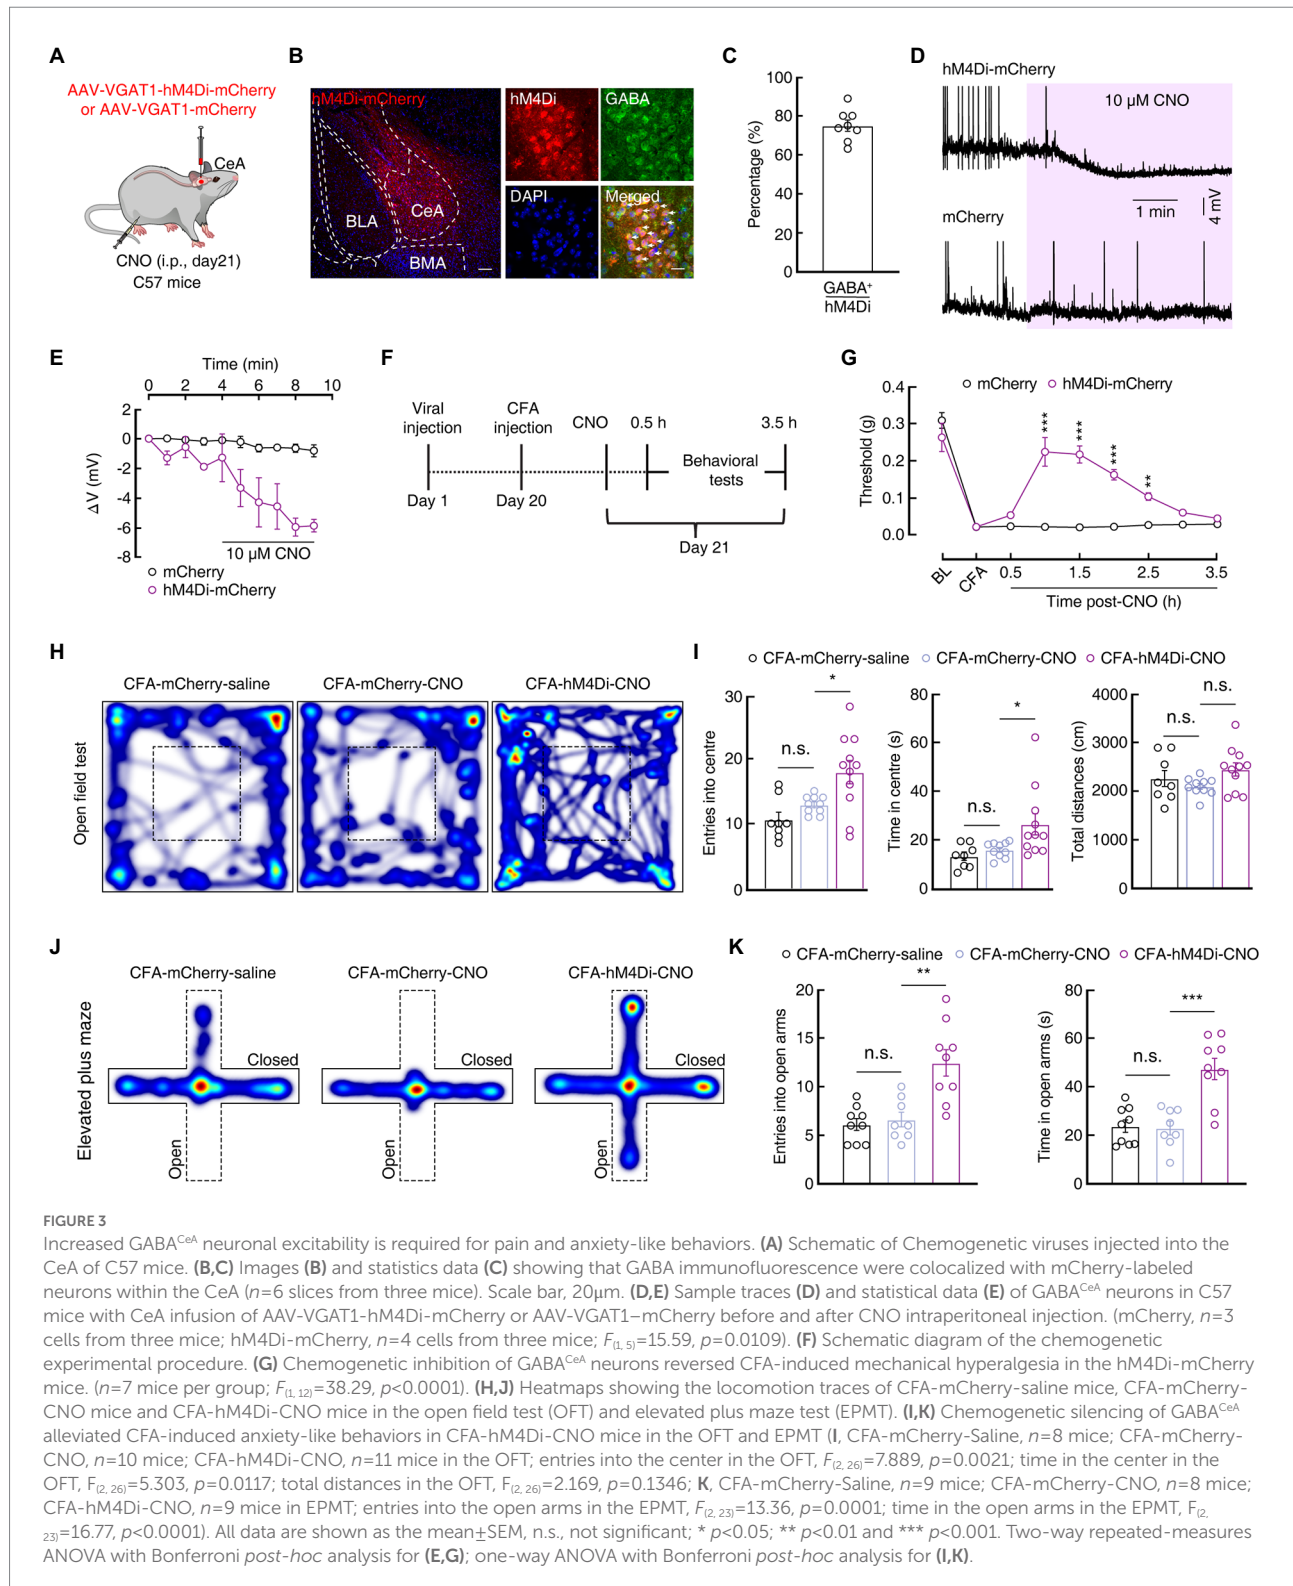 A
AAV-VGAT1-hM4Di-mCherry
or AAV-VGAT1-mCherry
CeA
CNO (i.p., day21)
C57 mice
B
hM4Di-mCherry
BLA
CeA
BMA
hM4Di
GABA
DAPI
Merged
C
Percentage (%)
100
80
60
40
20
0
GABA⁺
hM4Di
D
hM4Di-mCherry
10 µM CNO
1 min
4 mV
mCherry
E
Time (min)
0 2 4 6 8 10
ΔV (mV)
2
0
-2
-4
-6
-8
10 µM CNO
mCherry
hM4Di-mCherry
F
Viral
injection
CFA
injection
CNO
0.5 h
3.5 h
Behavioral
tests
Day 1
Day 20
Day 21
G
mCherry hM4Di-mCherry
Threshold (g)
0.4
0.3
0.2
0.1
0.0
***
***
***
**
BL
CFA
0.5 1.5 2.5 3.5
Time post-CNO (h)
H
CFA-mCherry-saline
CFA-mCherry-CNO
CFA-hM4Di-CNO
Open field test
I
CFA-mCherry-saline CFA-mCherry-CNO CFA-hM4Di-CNO
Entries into centre
30
20
10
0
n.s.
*
Time in centre (s)
80
60
40
20
0
n.s.
*
Total distances (cm)
4000
3000
2000
1000
0
n.s.
n.s.
J
CFA-mCherry-saline
CFA-mCherry-CNO
CFA-hM4Di-CNO
Elevated plus maze
Closed
Open
Closed
Open
Closed
Open
K
CFA-mCherry-saline CFA-mCherry-CNO CFA-hM4Di-CNO
Entries into open arms
20
15
10
5
0
n.s.
**
Time in open arms (s)
80
60
40
20
0
n.s.
***
FIGURE 3
Increased GABA^CeA neuronal excitability is required for pain and anxiety-like behaviors. (A) Schematic of Chemogenetic viruses injected into the
CeA of C57 mice. (B,C) Images (B) and statistics data (C) showing that GABA immunofluorescence were colocalized with mCherry-labeled
neurons within the CeA (n=6 slices from three mice). Scale bar, 20µm. (D,E) Sample traces (D) and statistical data (E) of GABA^CeA neurons in C57
mice with CeA infusion of AAV-VGAT1-hM4Di-mCherry or AAV-VGAT1–mCherry before and after CNO intraperitoneal injection. (mCherry, n=3
cells from three mice; hM4Di-mCherry, n=4 cells from three mice; F(1, 5)=15.59, p=0.0109). (F) Schematic diagram of the chemogenetic
experimental procedure. (G) Chemogenetic inhibition of GABA^CeA neurons reversed CFA-induced mechanical hyperalgesia in the hM4Di-mCherry
mice. (n=7 mice per group; F(1, 12)=38.29, p<0.0001). (H,J) Heatmaps showing the locomotion traces of CFA-mCherry-saline mice, CFA-mCherry-
CNO mice and CFA-hM4Di-CNO mice in the open field test (OFT) and elevated plus maze test (EPMT). (I,K) Chemogenetic silencing of GABA^CeA
alleviated CFA-induced anxiety-like behaviors in CFA-hM4Di-CNO mice in the OFT and EPMT (I, CFA-mCherry-Saline, n=8 mice; CFA-mCherry-
CNO, n=10 mice; CFA-hM4Di-CNO, n=11 mice in the OFT; entries into the center in the OFT, F(2, 26)=7.889, p=0.0021; time in the center in the
OFT, F(2, 26)=5.303, p=0.0117; total distances in the OFT, F(2, 26)=2.169, p=0.1346; K, CFA-mCherry-Saline, n=9 mice; CFA-mCherry-CNO, n=8 mice;
CFA-hM4Di-CNO, n=9 mice in EPMT; entries into the open arms in the EPMT, F(2, 23)=13.36, p=0.0001; time in the open arms in the EPMT, F(2,
23)=16.77, p<0.0001). All data are shown as the mean±SEM, n.s., not significant; * p<0.05; ** p<0.01 and *** p<0.001. Two-way repeated-measures
ANOVA with Bonferroni post-hoc analysis for (E,G); one-way ANOVA with Bonferroni post-hoc analysis for (I,K).